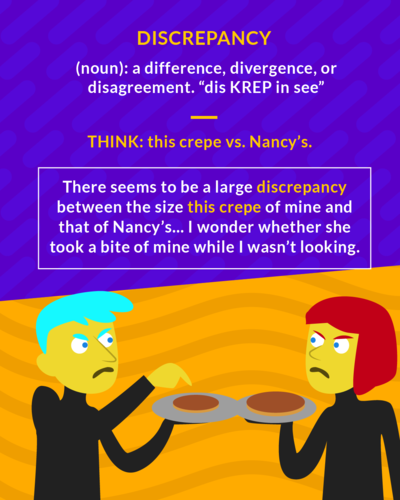 DISCREPANCY
(noun): a difference, divergence, or
disagreement. “dis KREP in see”
THINK: this crepe vs. Nancy’s.
There seems to be a large discrepancy
between the size this crepe of mine and
that of Nancy’s... I wonder whether she
took a bite of mine while I wasn’t looking.